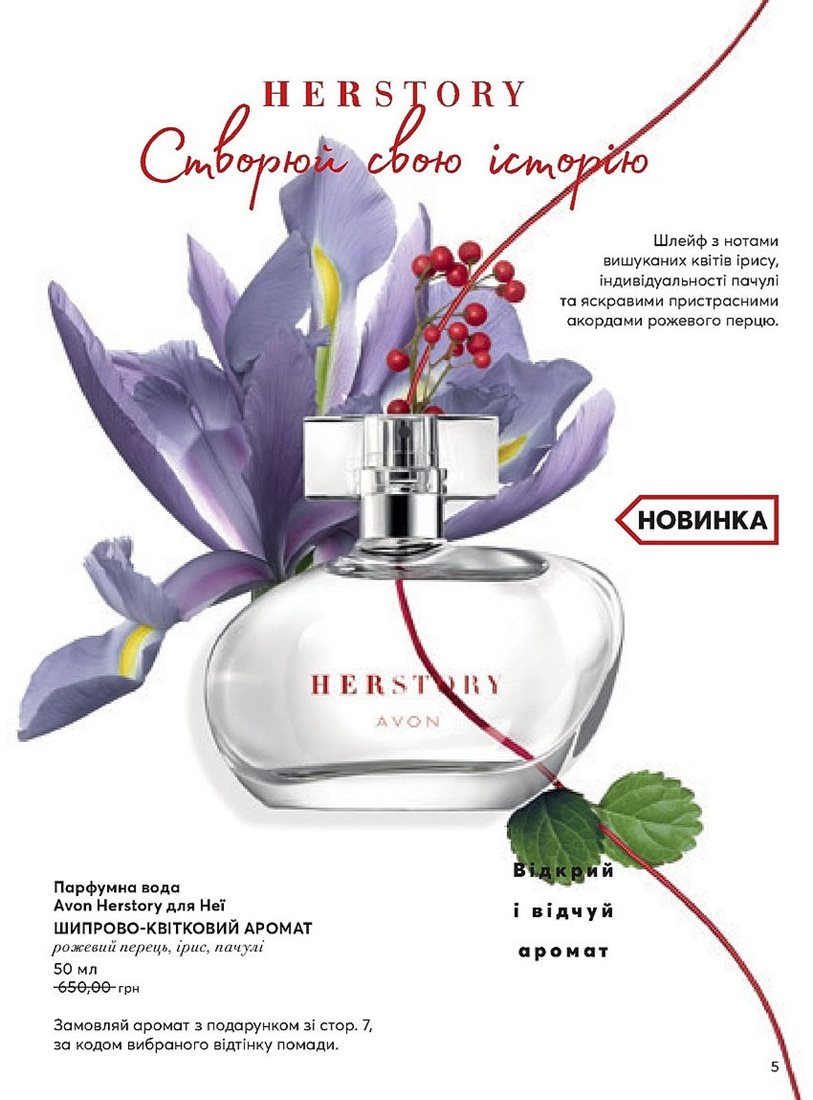 HERSTORY
Створюй свою історію
Шлейф з нотами
вишуканих квітів ірису,
індивідуальності пачулі
та яскравими пристрасними
акордами рожевого перцю.
НОВИНКА
HERSTORY
AVON
Відкрий
і відчуй
аромат
Парфумна вода
Avon Herstory для Неї
ШИПРОВО-КВІТКОВИЙ АРОМАТ
рожевий перець, ірис, пачулі
50 мл
650,00 грн
Замовляй аромат з подарунком зі стор. 7,
за кодом вибраного відтінку помади.
5